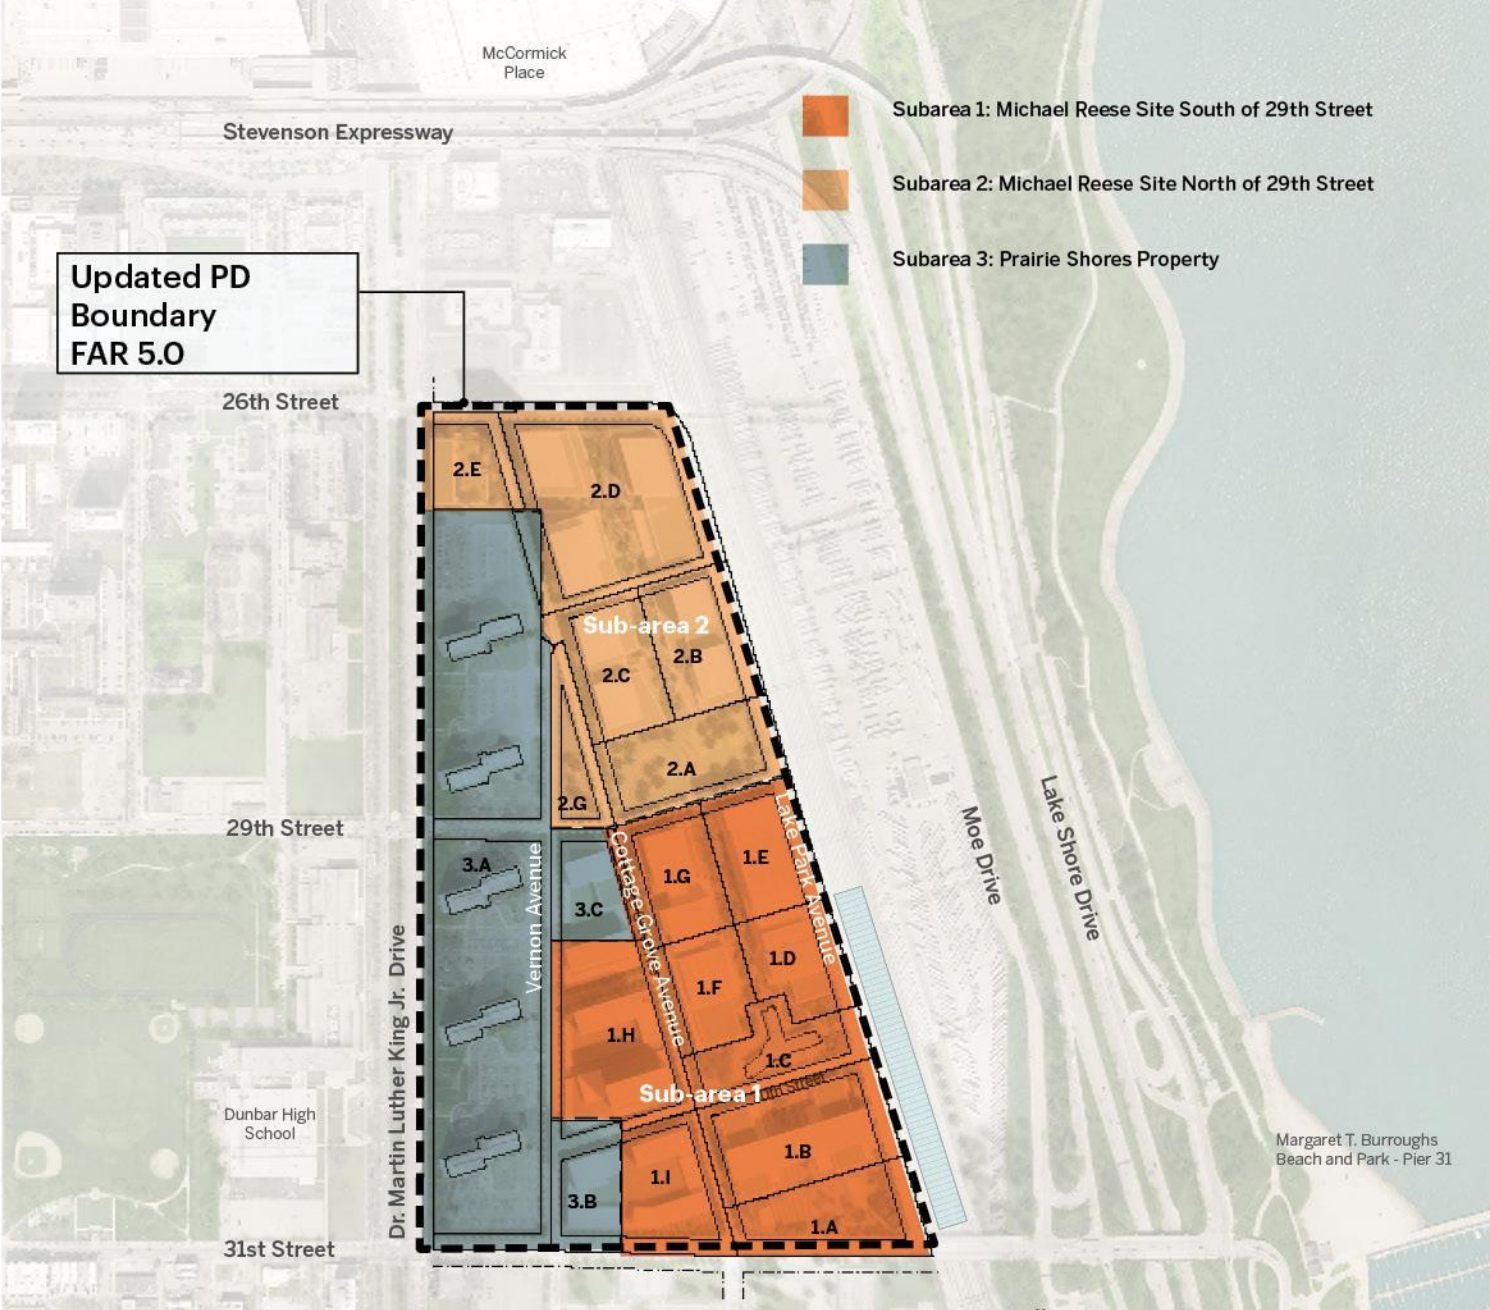 McCormick
Place
Stevenson Expressway
Subarea 1: Michael Reese Site South of 29th Street
Subarea 2: Michael Reese Site North of 29th Street
Subarea 3: Prairie Shores Property
Updated PD
Boundary
FAR 5.0
26th Street
2.E
2.D
Sub-area 2
2.B
2.C
2.A
2.G
29th Street
Vernon Avenue
Cottage Grove Avenue
Lake Park Avenue
Moe Drive
Lake Shore Drive
3.A
1.E
1.G
3.C
1.D
1.F
1.H
1.C
Sub-area 1
Street
Dr. Martin Luther King Jr. Drive
Dunbar High
School
Margaret T. Burroughs
Beach and Park - Pier 31
1.B
1.I
3.B
1.A
31st Street